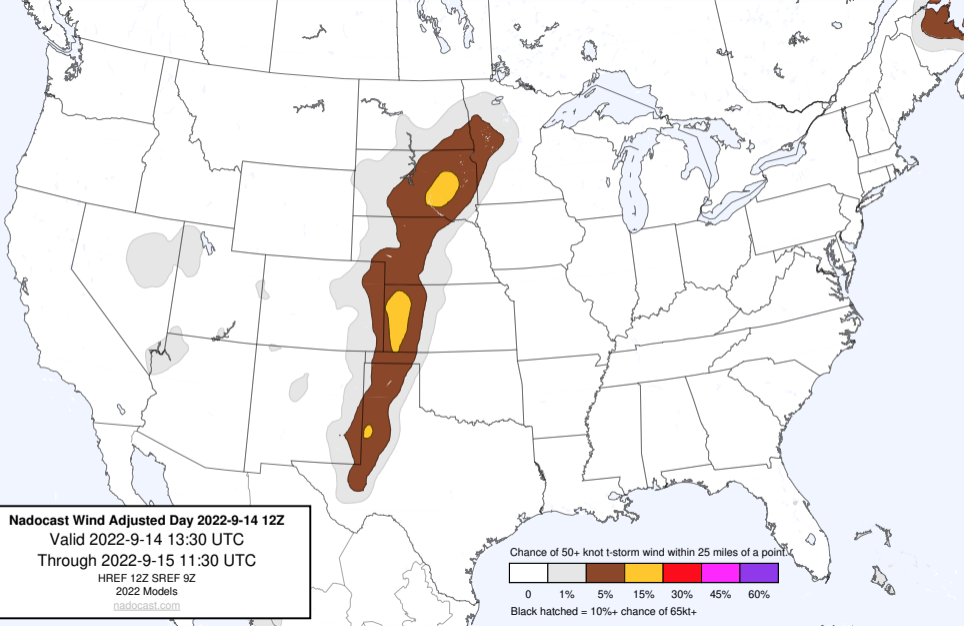 Nadocast Wind Adjusted Day 2022-9-14 12Z
Valid 2022-9-14 13:30 UTC
Through 2022-9-15 11:30 UTC
HREF 12Z SREF 9Z
2022 Models
nadocast.com
Chance of 50+ knot t-storm wind within 25 miles of a point.
0 1% 5% 15% 30% 45% 60%
Black hatched = 10%+ chance of 65kt+